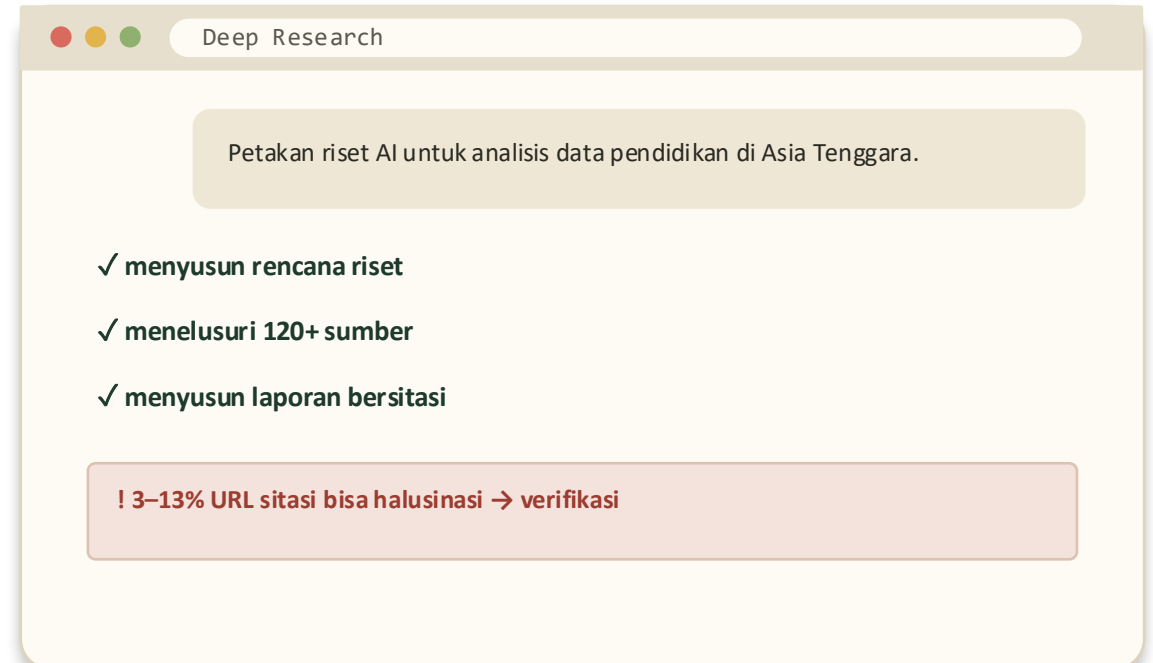 Deep Research
Petakan riset AI untuk analisis data pendidikan di Asia Tenggara.
✓ menyusun rencana riset
✓ menelusuri 120+ sumber
✓ menyusun laporan bersitasi
! 3–13% URL sitasi bisa halusinasi → verifikasi